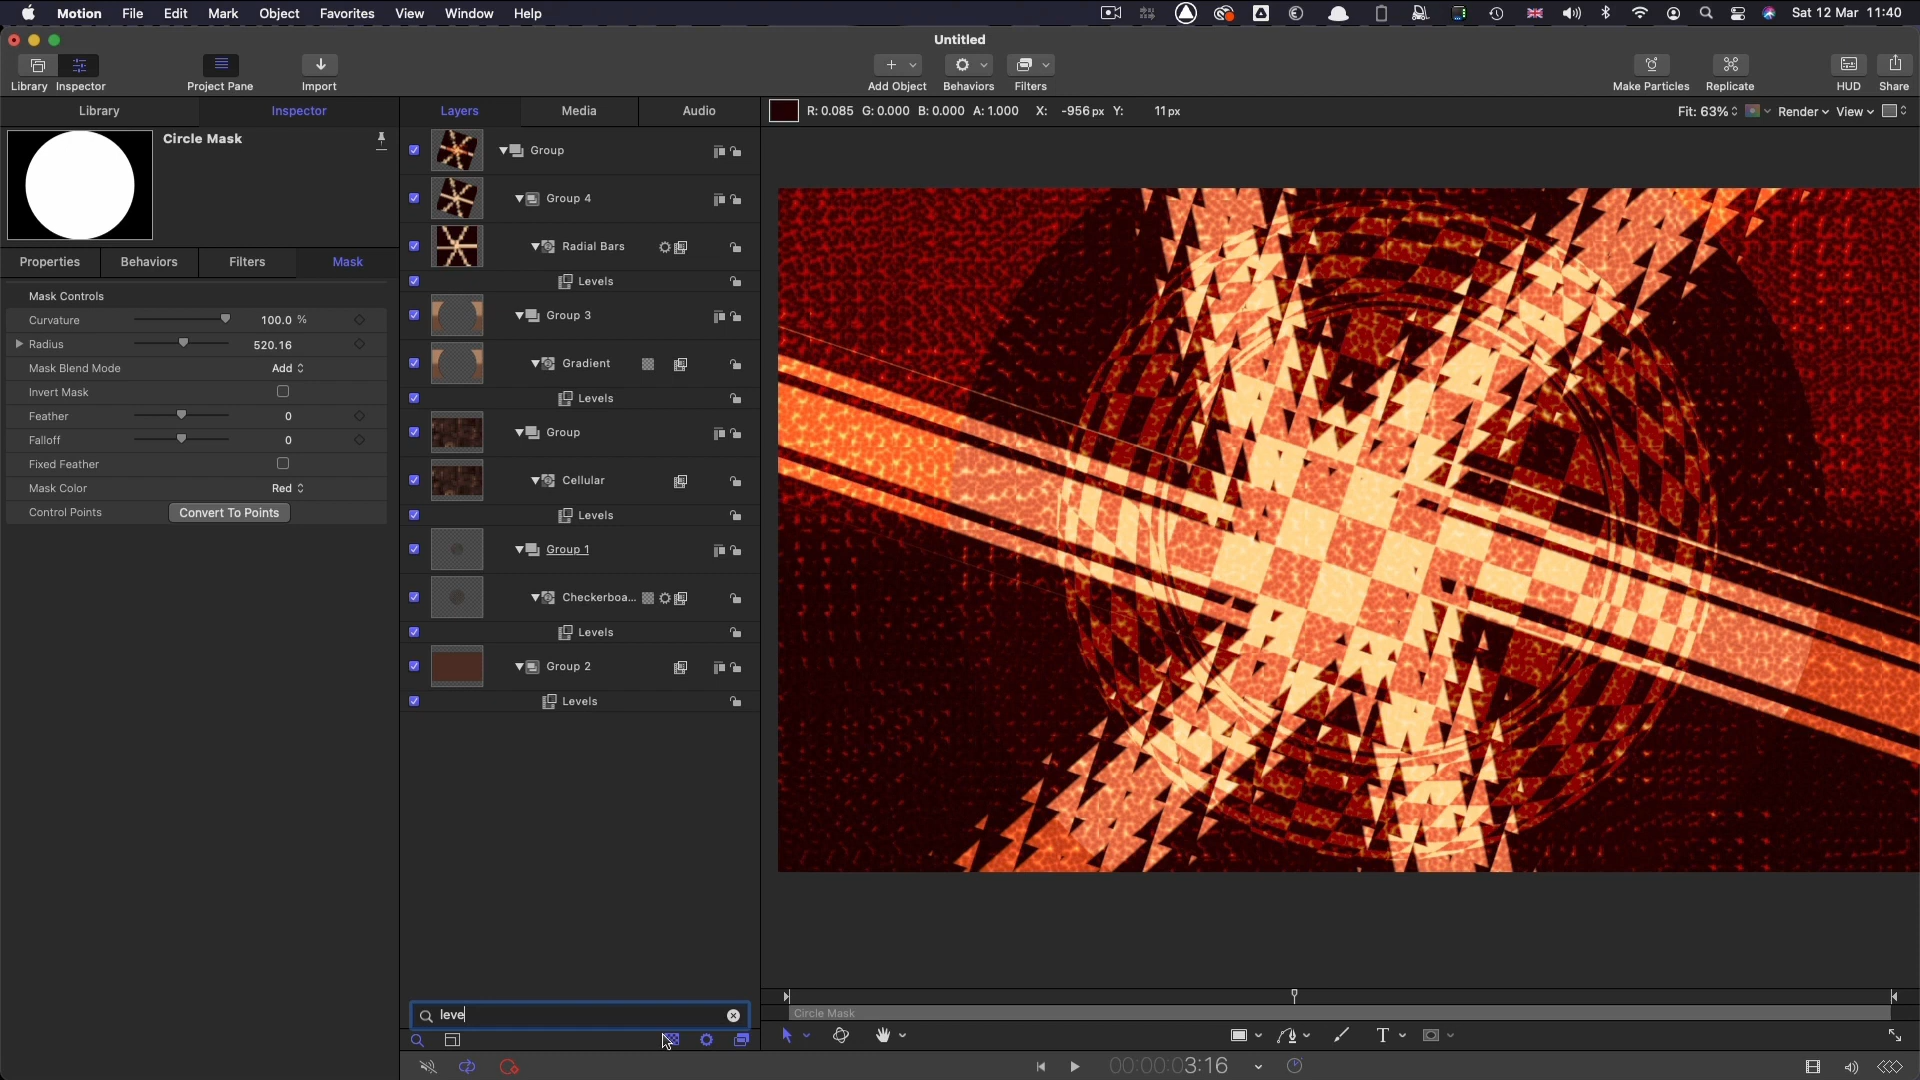 Motion File Edit Mark Object Favorites View Window Help
Sat 12 Mar 11:40
Untitled
Library Inspector
Project Pane
Import
Add Object
Behaviors
Filters
Make Particles
Replicate
HUD
Share
Library
Inspector
Layers
Media
Audio
R: 0.085 G: 0.000 B: 0.000 A: 1.000 X: -956 px Y: 11 px
Fit: 63%
Render
View
Circle Mask
Properties
Behaviors
Filters
Mask
Mask Controls
Curvature 100.0 %
Radius 520.16
Mask Blend Mode Add
Invert Mask
Feather 0
Falloff 0
Fixed Feather
Mask Color Red
Control Points Convert To Points
Group
Group 4
Radial Bars
Levels
Group 3
Gradient
Levels
Group
Cellular
Levels
Group 1
Checkerboa...
Levels
Group 2
Levels
leve
Circle Mask
T
00:00:03:16